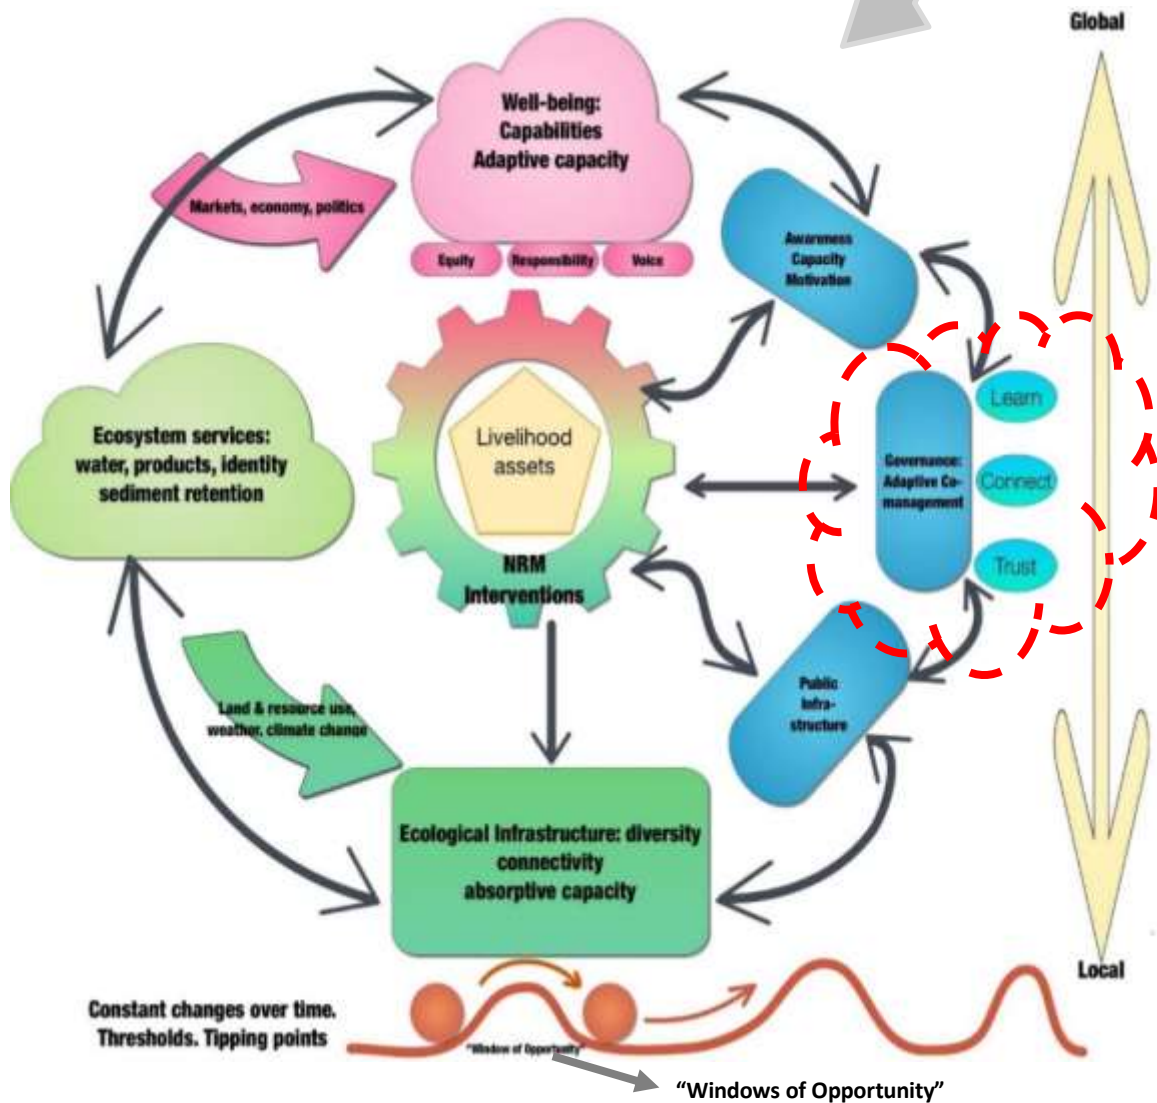 Global
Well-being:
Capabilities
Adaptive capacity
Markets, economy, politics
Equity
Responsibility
Voice
Awareness
Capacity
Motivation
Ecosystem services:
water, products, identity
sediment retention
Livelihood
assets
NRM
Interventions
Governance:
Adaptive Co-
management
Learn
Connect
Trust
Public
Infra-
structure
Land & resource use,
weather, climate change
Ecological Infrastructure: diversity
connectivity
absorptive capacity
Local
Constant changes over time.
Thresholds. Tipping points
"Window of Opportunity"
“Windows of Opportunity”